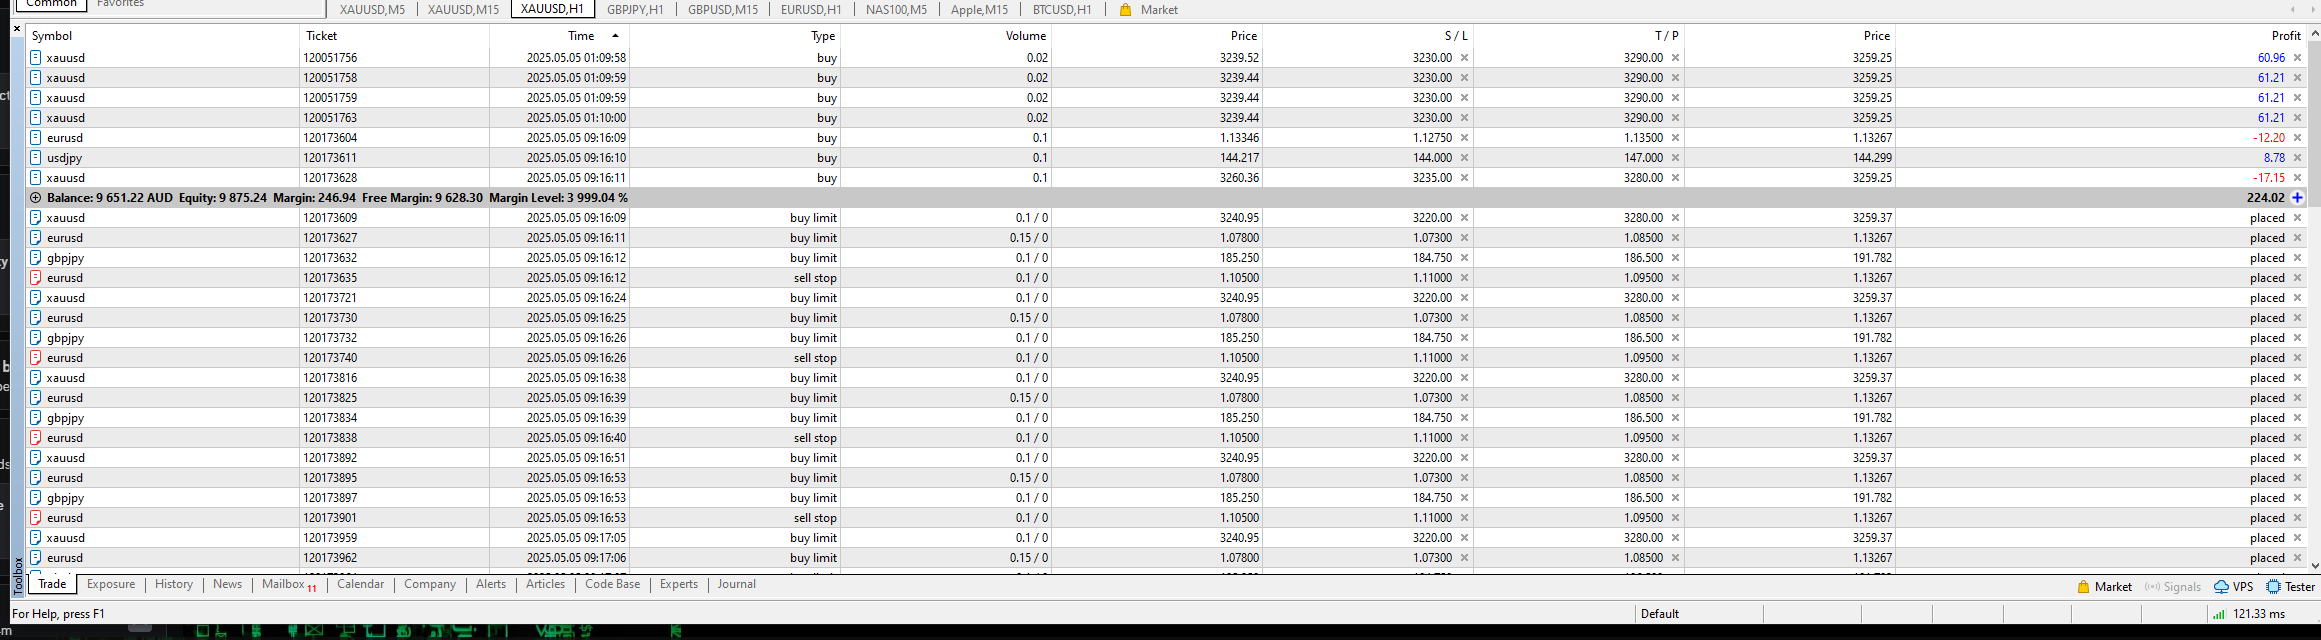 Common Favorites
XAUUSD,M5 XAUUSD,M15 XAUUSD,H1 GBPJPY,H1 GBPUSD,M15 EURUSD,H1 NAS100,M5 Apple,M15 BTCUSD,H1 Market
Symbol Ticket Time Type Volume Price S / L T / P Price Profit
xauusd 120051756 2025.05.05 01:09:58 buy 0.02 3239.52 3230.00 3290.00 3259.25 60.96
xauusd 120051758 2025.05.05 01:09:59 buy 0.02 3239.44 3230.00 3290.00 3259.25 61.21
xauusd 120051759 2025.05.05 01:09:59 buy 0.02 3239.44 3230.00 3290.00 3259.25 61.21
xauusd 120051763 2025.05.05 01:10:00 buy 0.02 3239.44 3230.00 3290.00 3259.25 61.21
eurusd 120173604 2025.05.05 09:16:09 buy 0.1 1.13346 1.12750 1.13500 1.13267 -12.20
usdjpy 120173611 2025.05.05 09:16:10 buy 0.1 144.217 144.000 147.000 144.299 8.78
xauusd 120173628 2025.05.05 09:16:11 buy 0.1 3260.36 3235.00 3280.00 3259.25 -17.15
Balance: 9 651.22 AUD Equity: 9 875.24 Margin: 246.94 Free Margin: 9 628.30 Margin Level: 3 999.04 % 224.02
xauusd 120173609 2025.05.05 09:16:09 buy limit 0.1 / 0 3240.95 3220.00 3280.00 3259.37 placed
eurusd 120173627 2025.05.05 09:16:11 buy limit 0.15 / 0 1.07800 1.07300 1.08500 1.13267 placed
gbpjpy 120173632 2025.05.05 09:16:12 buy limit 0.1 / 0 185.250 184.750 186.500 191.782 placed
eurusd 120173635 2025.05.05 09:16:12 sell stop 0.1 / 0 1.10500 1.11000 1.09500 1.13267 placed
xauusd 120173721 2025.05.05 09:16:24 buy limit 0.1 / 0 3240.95 3220.00 3280.00 3259.37 placed
eurusd 120173730 2025.05.05 09:16:25 buy limit 0.15 / 0 1.07800 1.07300 1.08500 1.13267 placed
gbpjpy 120173732 2025.05.05 09:16:26 buy limit 0.1 / 0 185.250 184.750 186.500 191.782 placed
eurusd 120173740 2025.05.05 09:16:26 sell stop 0.1 / 0 1.10500 1.11000 1.09500 1.13267 placed
xauusd 120173816 2025.05.05 09:16:38 buy limit 0.1 / 0 3240.95 3220.00 3280.00 3259.37 placed
eurusd 120173825 2025.05.05 09:16:39 buy limit 0.15 / 0 1.07800 1.07300 1.08500 1.13267 placed
gbpjpy 120173834 2025.05.05 09:16:39 buy limit 0.1 / 0 185.250 184.750 186.500 191.782 placed
eurusd 120173838 2025.05.05 09:16:40 sell stop 0.1 / 0 1.10500 1.11000 1.09500 1.13267 placed
xauusd 120173892 2025.05.05 09:16:51 buy limit 0.1 / 0 3240.95 3220.00 3280.00 3259.37 placed
eurusd 120173895 2025.05.05 09:16:53 buy limit 0.15 / 0 1.07800 1.07300 1.08500 1.13267 placed
gbpjpy 120173897 2025.05.05 09:16:53 buy limit 0.1 / 0 185.250 184.750 186.500 191.782 placed
eurusd 120173901 2025.05.05 09:16:53 sell stop 0.1 / 0 1.10500 1.11000 1.09500 1.13267 placed
xauusd 120173959 2025.05.05 09:17:05 buy limit 0.1 / 0 3240.95 3220.00 3280.00 3259.37 placed
eurusd 120173962 2025.05.05 09:17:06 buy limit 0.15 / 0 1.07800 1.07300 1.08500 1.13267 placed
Toolbox
Trade Exposure History News Mailbox 11 Calendar Company Alerts Articles Code Base Experts Journal Market Signals VPS Tester
For Help, press F1 Default 121.33 ms